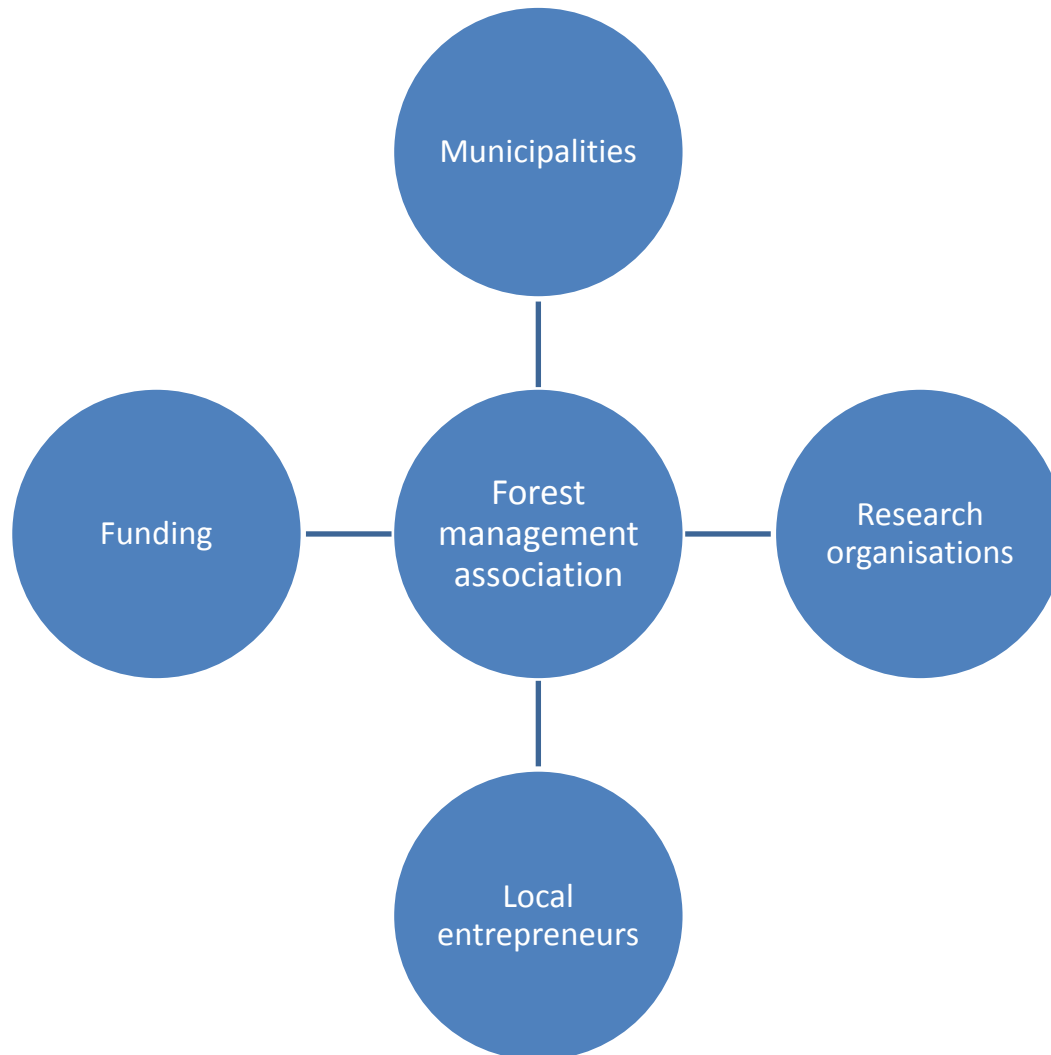 Municipalities
Funding
Forest
management
association
Research
organisations
Local
entrepreneurs